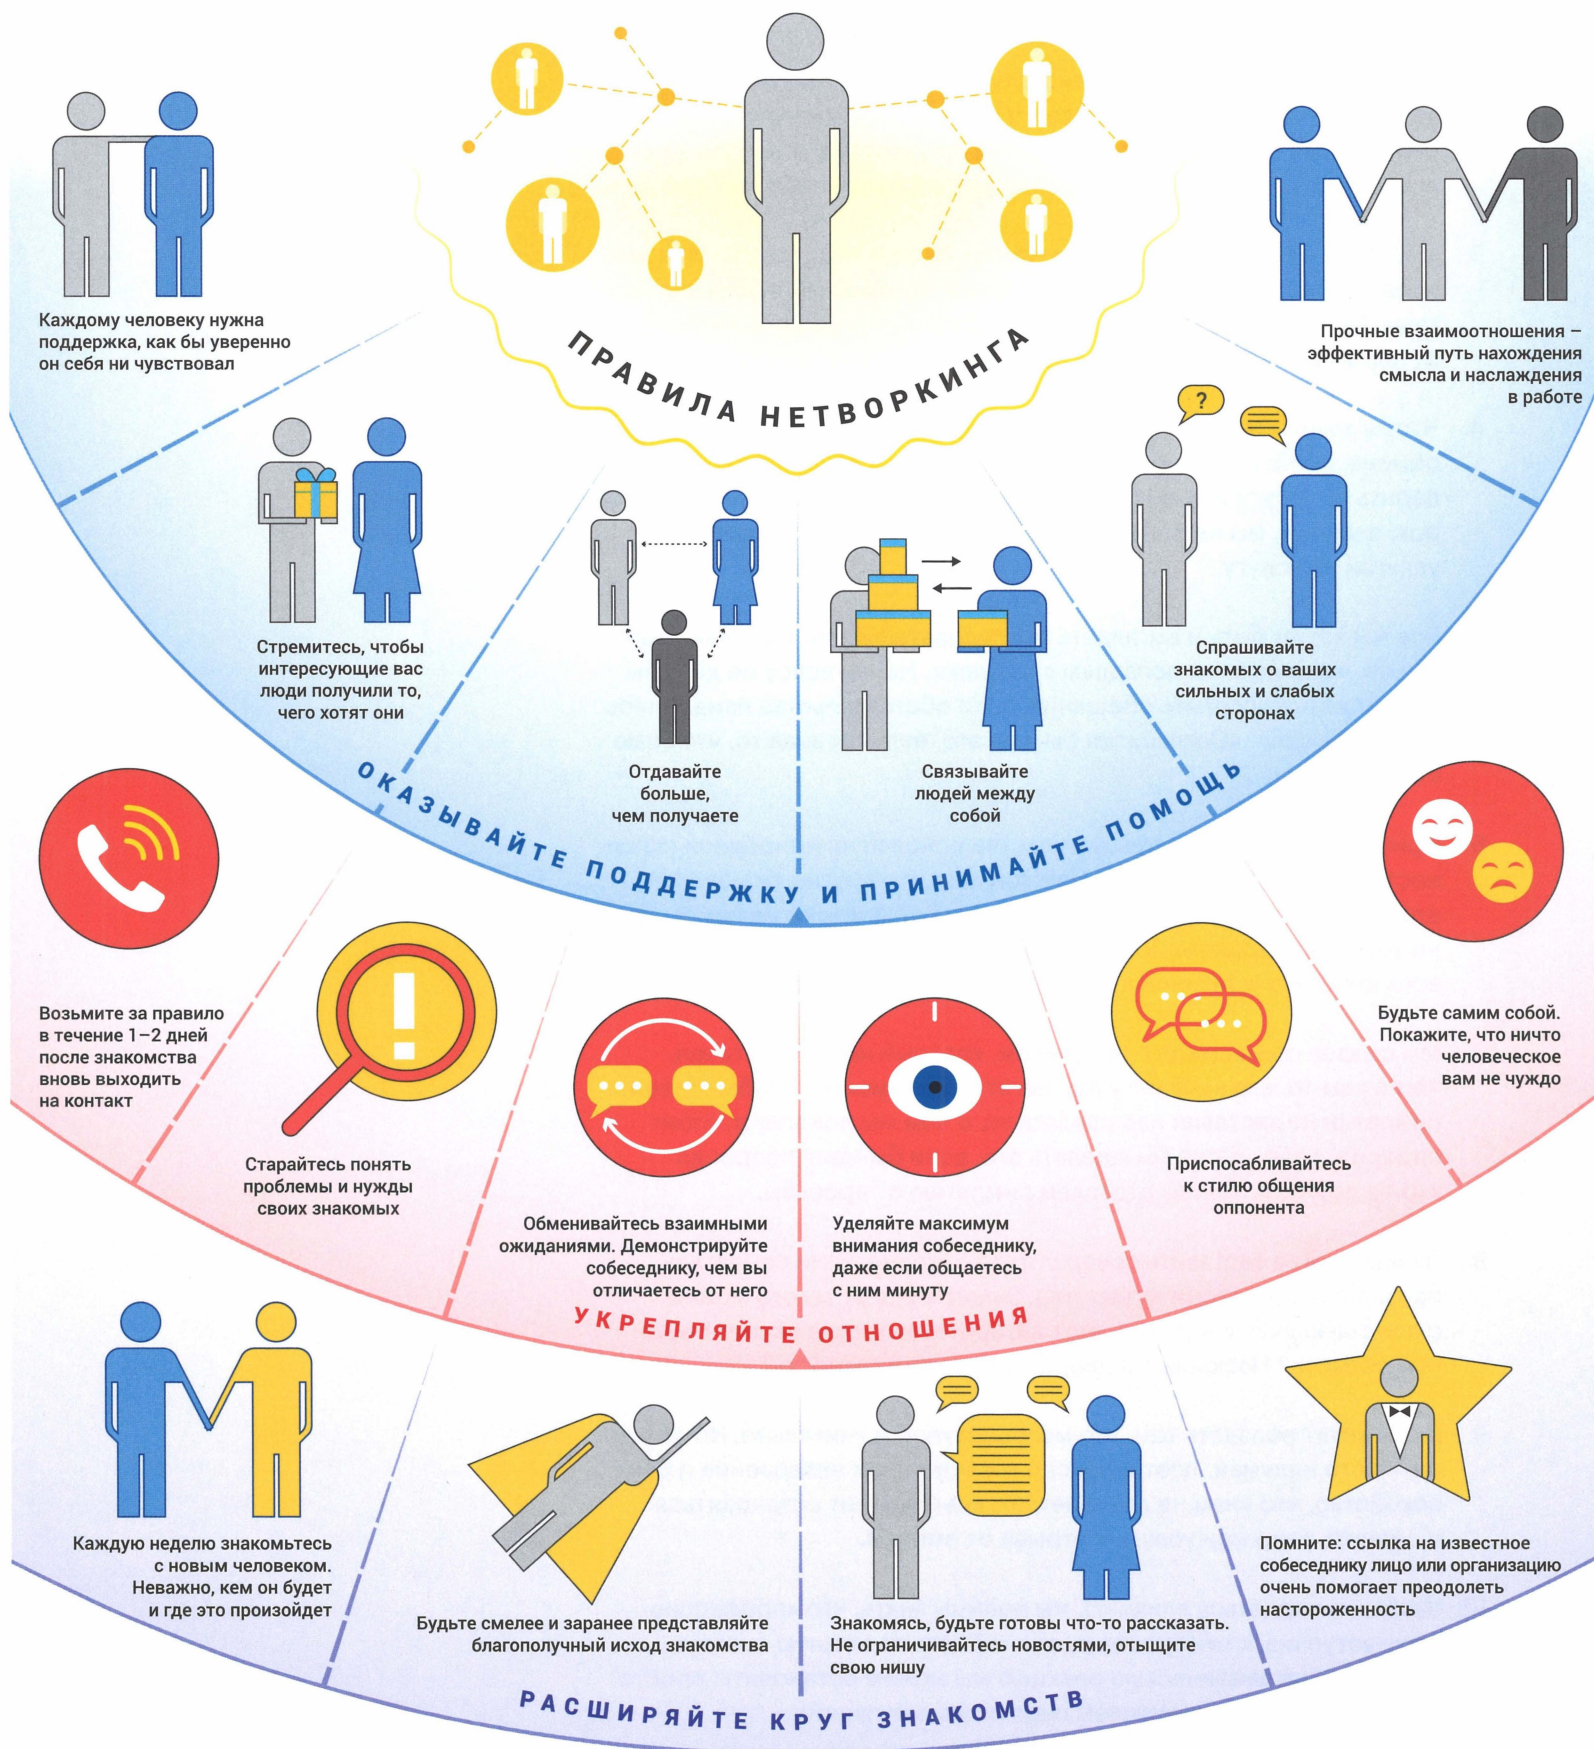 ПРАВИЛА НЕТВОРКИНГА
Каждому человеку нужна
поддержка, как бы уверенно
он себя ни чувствовал
Стремитесь, чтобы
интересующие вас
люди получили то,
чего хотят они
Отдавайте
больше,
чем получаете
Связывайте
людей между
собой
?
Спрашивайте
знакомых о ваших
сильных и слабых
сторонах
Прочные взаимоотношения –
эффективный путь нахождения
смысла и наслаждения
в работе
ОКАЗЫВАЙТЕ ПОДДЕРЖКУ И ПРИНИМАЙТЕ ПОМОЩЬ
Возьмите за правило
в течение 1–2 дней
после знакомства
вновь выходить
на контакт
Старайтесь понять
проблемы и нужды
своих знакомых
Обменивайтесь взаимными
ожиданиями. Демонстрируйте
собеседнику, чем вы
отличаетесь от него
Уделяйте максимум
внимания собеседнику,
даже если общаетесь
с ним минуту
Приспосабливайтесь
к стилю общения
оппонента
Будьте самим собой.
Покажите, что ничто
человеческое
вам не чуждо
УКРЕПЛЯЙТЕ ОТНОШЕНИЯ
Каждую неделю знакомьтесь
с новым человеком.
Неважно, кем он будет
и где это произойдет
Будьте смелее и заранее представляйте
благополучный исход знакомства
Знакомясь, будьте готовы что-то рассказать.
Не ограничивайтесь новостями, отыщите
свою нишу
Помните: ссылка на известное
собеседнику лицо или организацию
очень помогает преодолеть
настороженность
РАСШИРЯЙТЕ КРУГ ЗНАКОМСТВ